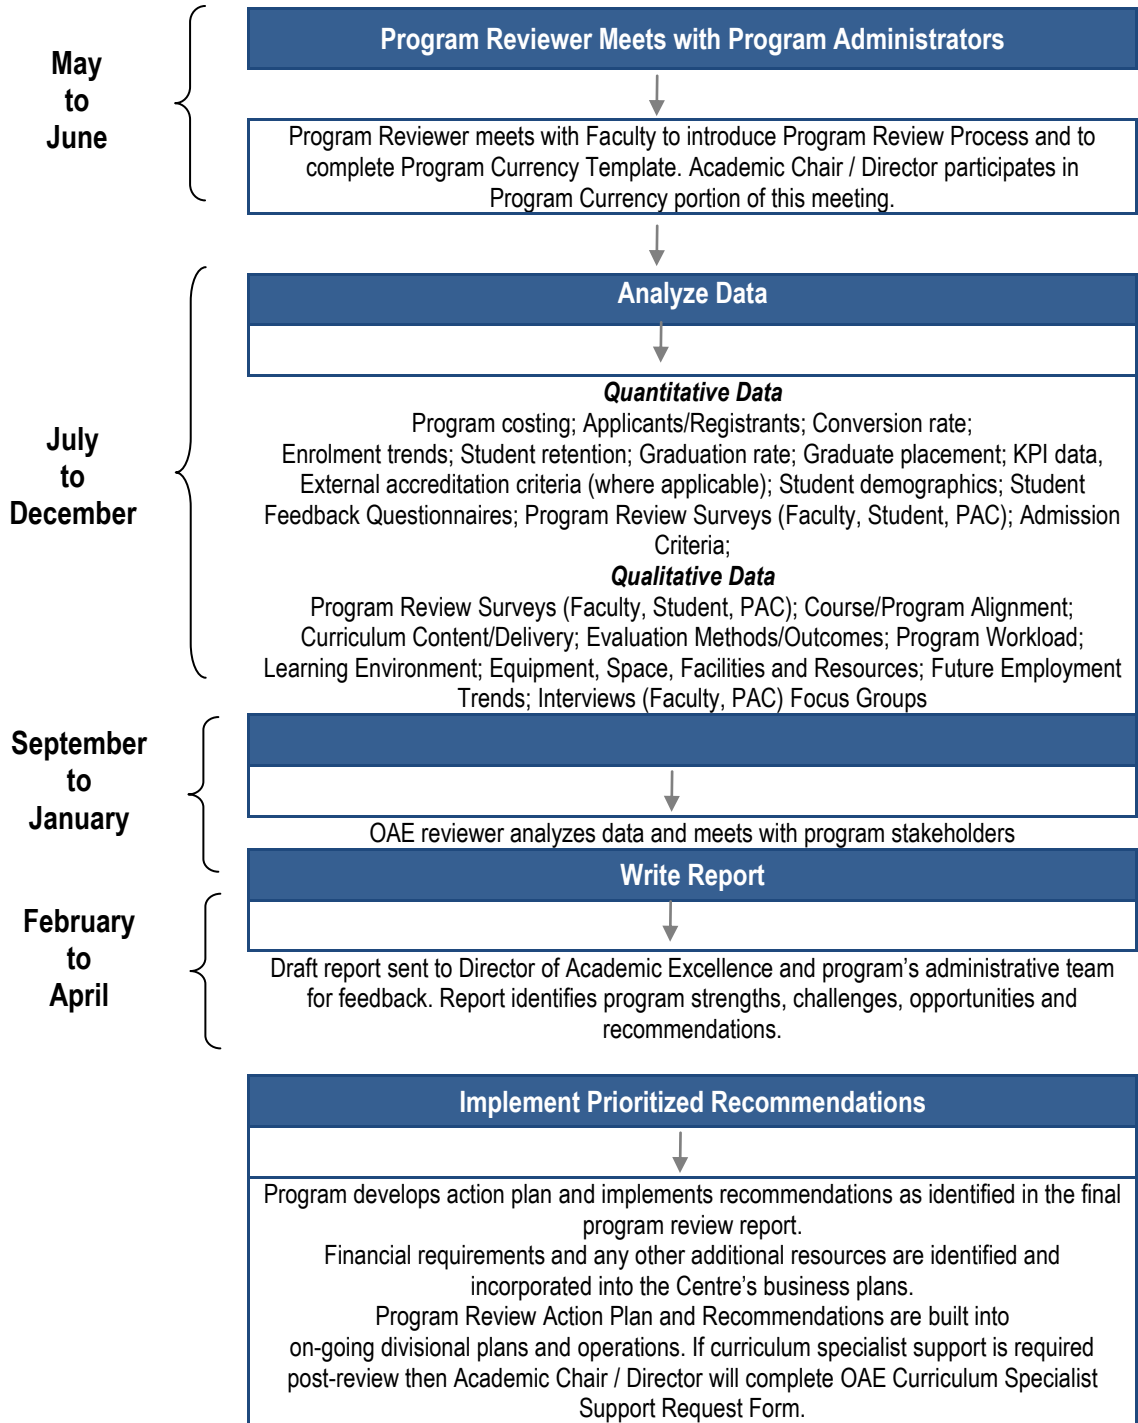 May
to
June
Program Reviewer Meets with Program Administrators
Program Reviewer meets with Faculty to introduce Program Review Process and to
complete Program Currency Template. Academic Chair / Director participates in
Program Currency portion of this meeting.
July
to
December
Analyze Data
Quantitative Data
Program costing; Applicants/Registrants; Conversion rate;
Enrolment trends; Student retention; Graduation rate; Graduate placement; KPI data,
External accreditation criteria (where applicable); Student demographics; Student
Feedback Questionnaires; Program Review Surveys (Faculty, Student, PAC); Admission
Criteria;
Qualitative Data
Program Review Surveys (Faculty, Student, PAC); Course/Program Alignment;
Curriculum Content/Delivery; Evaluation Methods/Outcomes; Program Workload;
Learning Environment; Equipment, Space, Facilities and Resources; Future Employment
Trends; Interviews (Faculty, PAC) Focus Groups
September
to
January
OAE reviewer analyzes data and meets with program stakeholders
February
to
April
Write Report
Draft report sent to Director of Academic Excellence and program's administrative team
for feedback. Report identifies program strengths, challenges, opportunities and
recommendations.
Implement Prioritized Recommendations
Program develops action plan and implements recommendations as identified in the final
program review report.
Financial requirements and any other additional resources are identified and
incorporated into the Centre's business plans.
Program Review Action Plan and Recommendations are built into
on-going divisional plans and operations. If curriculum specialist support is required
post-review then Academic Chair / Director will complete OAE Curriculum Specialist
Support Request Form.